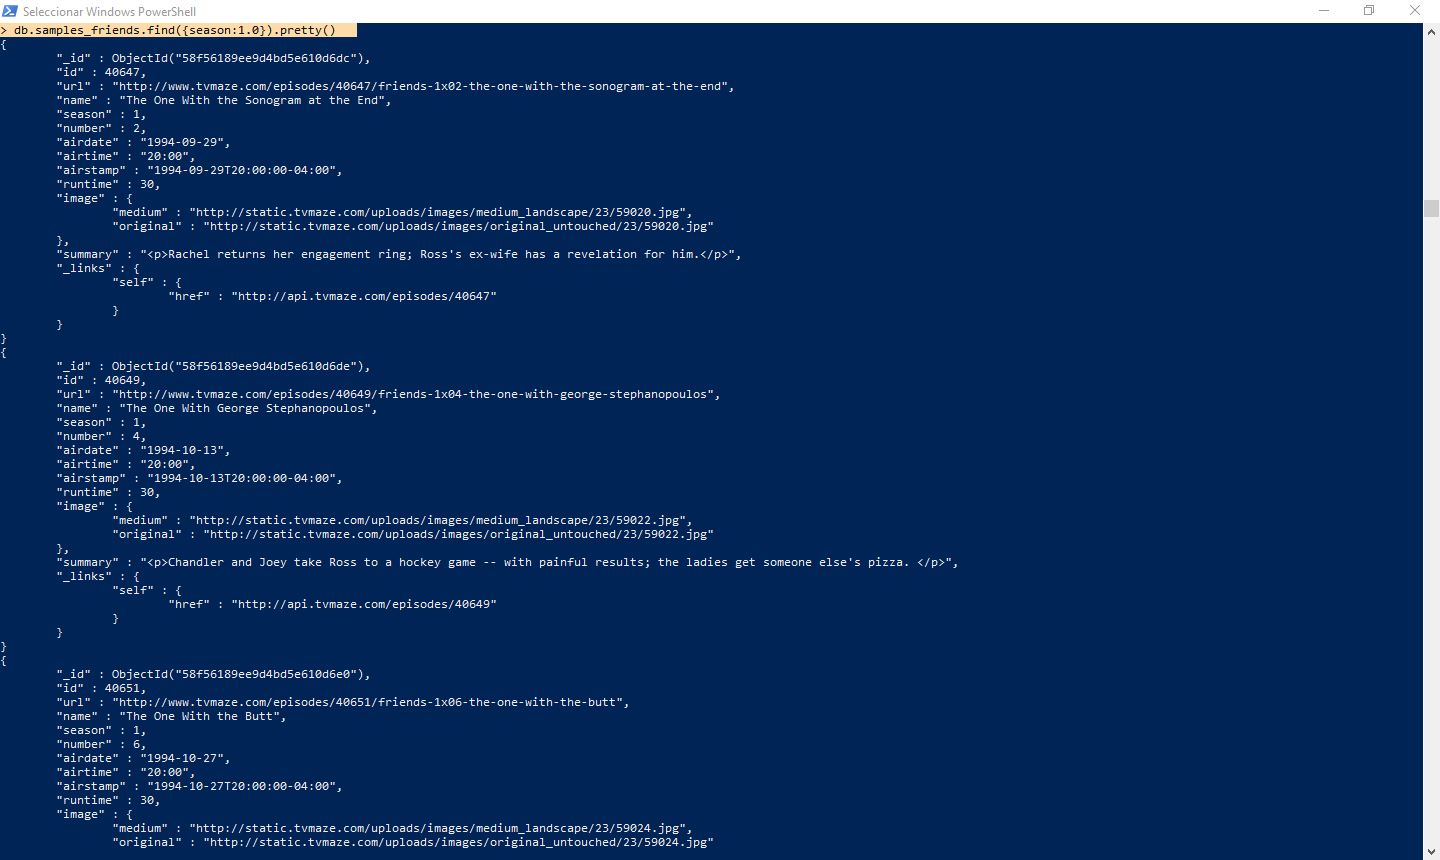 Seleccionar Windows PowerShell
> db.samples_friends.find({season:1.0}).pretty()
{
        "_id" : ObjectId("58f56189ee9d4bd5e610d6dc"),
        "id" : 40647,
        "url" : "http://www.tvmaze.com/episodes/40647/friends-1x02-the-one-with-the-sonogram-at-the-end",
        "name" : "The One With the Sonogram at the End",
        "season" : 1,
        "number" : 2,
        "airdate" : "1994-09-29",
        "airtime" : "20:00",
        "airstamp" : "1994-09-29T20:00:00-04:00",
        "runtime" : 30,
        "image" : {
                "medium" : "http://static.tvmaze.com/uploads/images/medium_landscape/23/59020.jpg",
                "original" : "http://static.tvmaze.com/uploads/images/original_untouched/23/59020.jpg"
        },
        "summary" : "<p>Rachel returns her engagement ring; Ross's ex-wife has a revelation for him.</p>",
        "_links" : {
                "self" : {
                        "href" : "http://api.tvmaze.com/episodes/40647"
                }
        }
}
{
        "_id" : ObjectId("58f56189ee9d4bd5e610d6de"),
        "id" : 40649,
        "url" : "http://www.tvmaze.com/episodes/40649/friends-1x04-the-one-with-george-stephanopoulos",
        "name" : "The One With George Stephanopoulos",
        "season" : 1,
        "number" : 4,
        "airdate" : "1994-10-13",
        "airtime" : "20:00",
        "airstamp" : "1994-10-13T20:00:00-04:00",
        "runtime" : 30,
        "image" : {
                "medium" : "http://static.tvmaze.com/uploads/images/medium_landscape/23/59022.jpg",
                "original" : "http://static.tvmaze.com/uploads/images/original_untouched/23/59022.jpg"
        },
        "summary" : "<p>Chandler and Joey take Ross to a hockey game -- with painful results; the ladies get someone else's pizza. </p>",
        "_links" : {
                "self" : {
                        "href" : "http://api.tvmaze.com/episodes/40649"
                }
        }
}
{
        "_id" : ObjectId("58f56189ee9d4bd5e610d6e0"),
        "id" : 40651,
        "url" : "http://www.tvmaze.com/episodes/40651/friends-1x06-the-one-with-the-butt",
        "name" : "The One With the Butt",
        "season" : 1,
        "number" : 6,
        "airdate" : "1994-10-27",
        "airtime" : "20:00",
        "airstamp" : "1994-10-27T20:00:00-04:00",
        "runtime" : 30,
        "image" : {
                "medium" : "http://static.tvmaze.com/uploads/images/medium_landscape/23/59024.jpg",
                "original" : "http://static.tvmaze.com/uploads/images/original_untouched/23/59024.jpg"